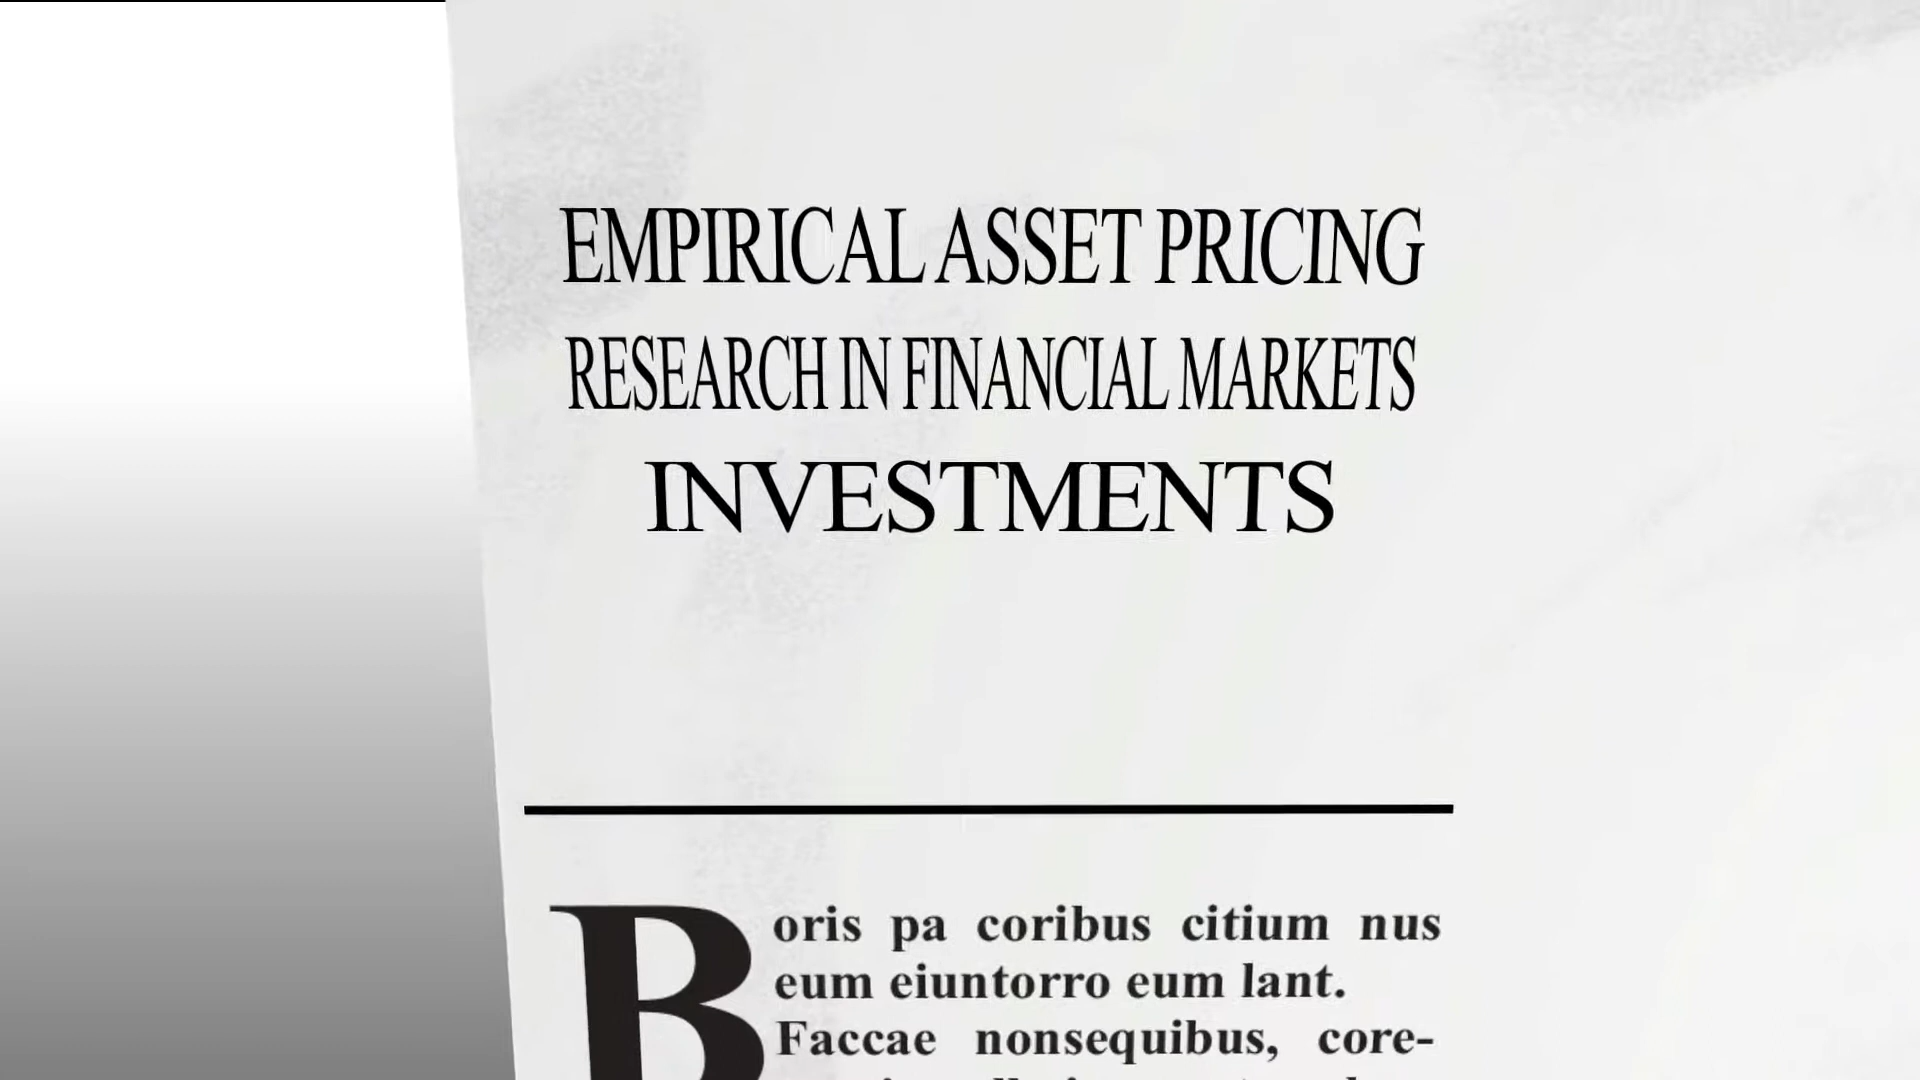 EMPIRICAL ASSET PRICING
RESEARCH IN FINANCIAL MARKETS
INVESTMENTS
Boris pa coribus citium nus
eum eiuntorro eum lant.
Faccae nonsequibus, core-